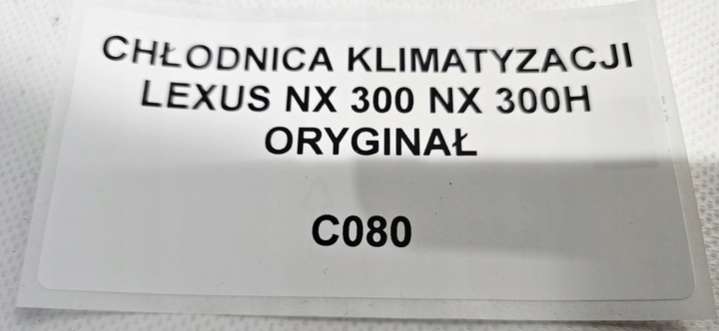 CHŁODNICA KLIMATYZACJI
LEXUS NX 300 NX 300H
ORYGINAŁ
C080